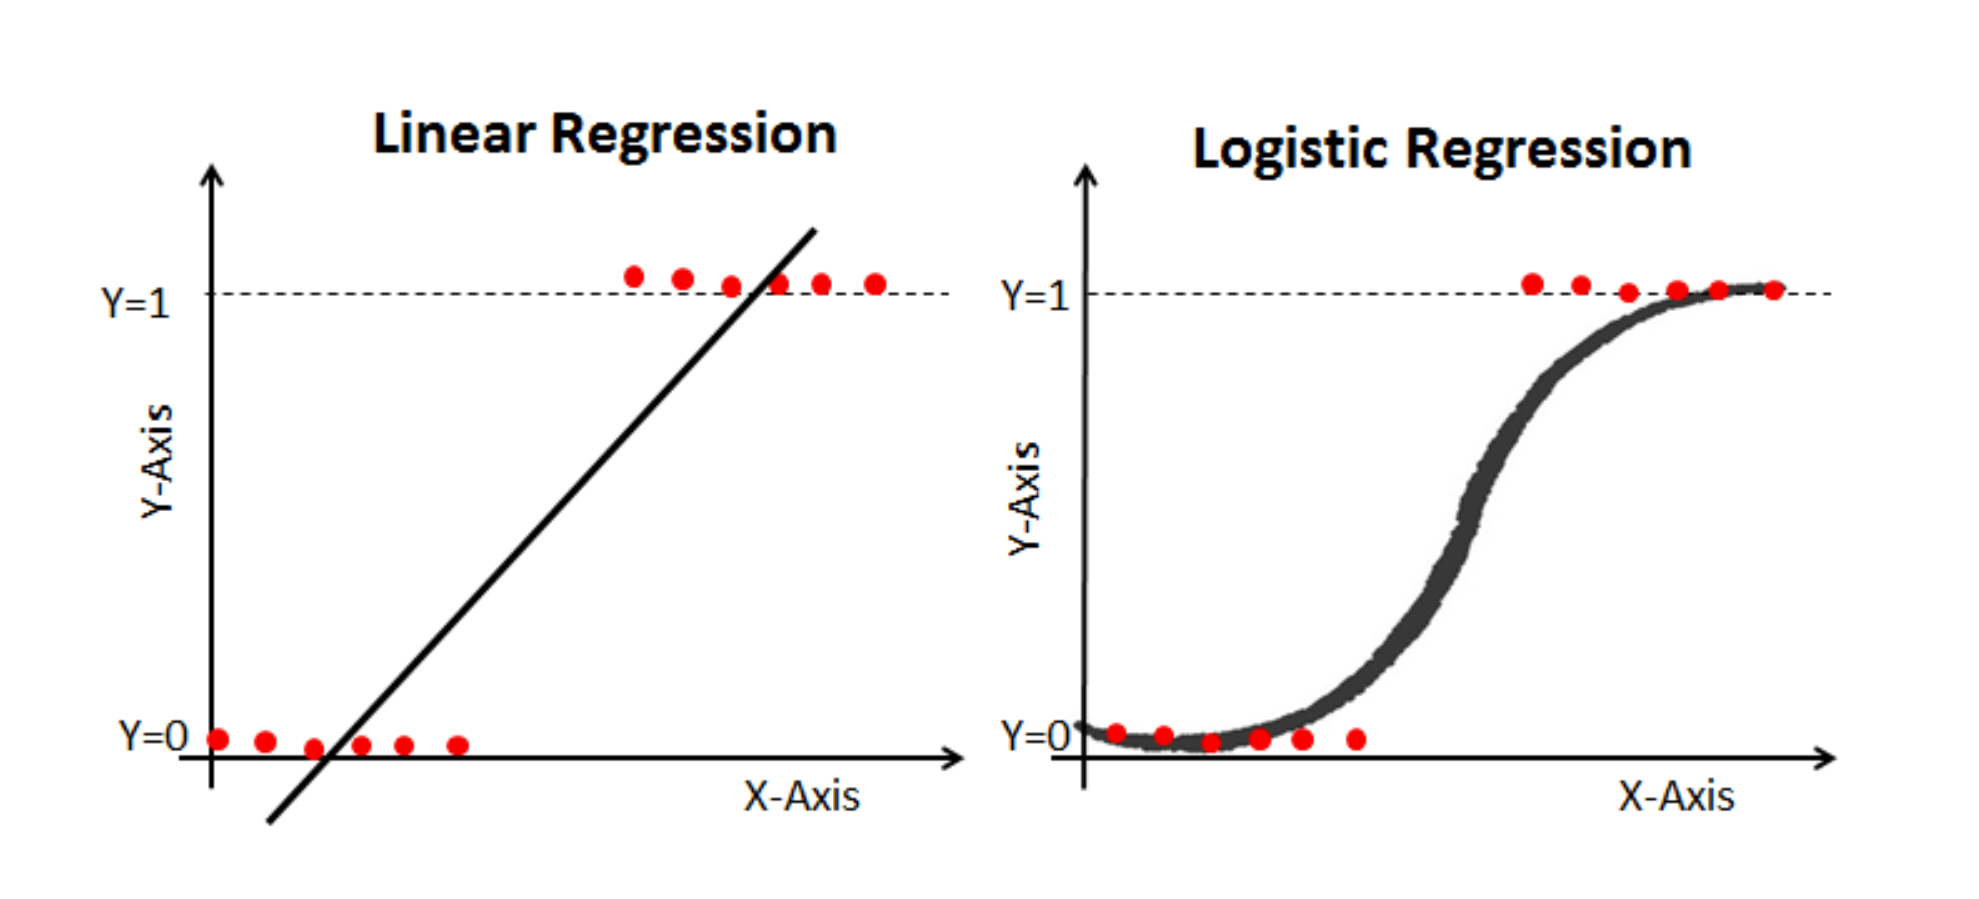 Linear Regression
Y=1
Y-Axis
Y=0
X-Axis
Logistic Regression
Y=1
Y-Axis
Y=0
X-Axis